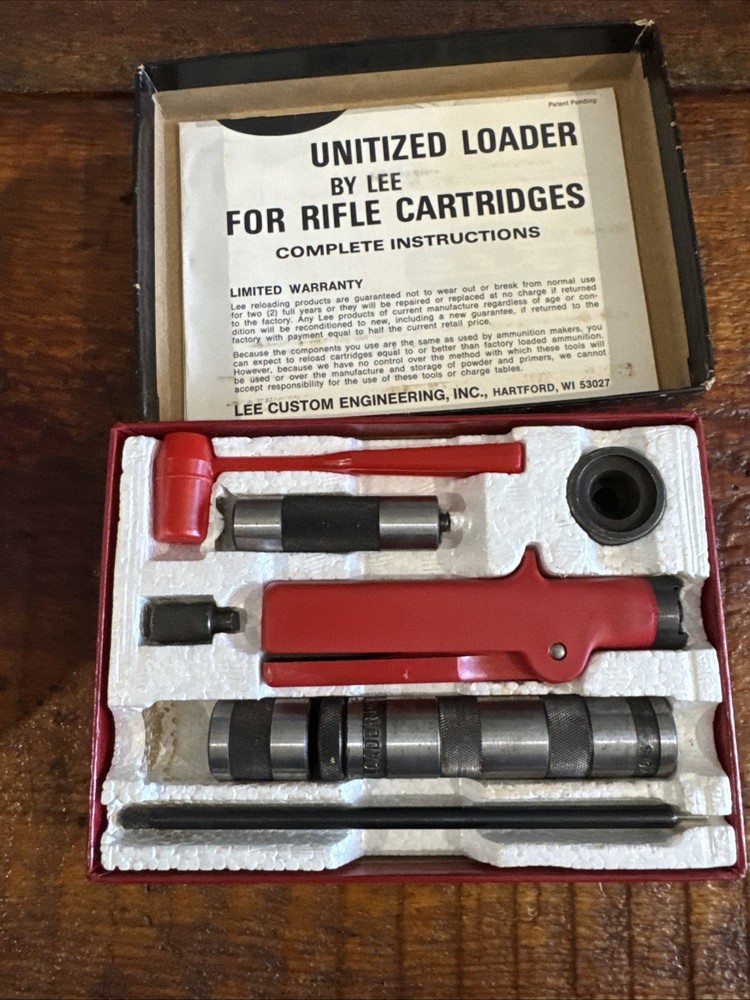 Patent Pending
UNITIZED LOADER
BY LEE
FOR RIFLE CARTRIDGES
COMPLETE INSTRUCTIONS
LIMITED WARRANTY
Lee reloading products are guaranteed not to wear out or break from normal use
for two (2) full years or they will be repaired or replaced at no charge if returned
to the factory. Any Lee products of current manufacture regardless of age or con-
dition will be reconditioned to new, including a new guarantee, if returned to the
factory with payment equal to half the current retail price.
Because the components you use are the same as used by ammunition makers, you
can expect to reload cartridges equal to or better than factory loaded ammunition.
However, because we have no control over the method with which these tools will
be used or over the manufacture and storage of powder and primers, we cannot
accept responsibility for the use of these tools or charge tables.
LEE CUSTOM ENGINEERING, INC., HARTFORD, WI 53027